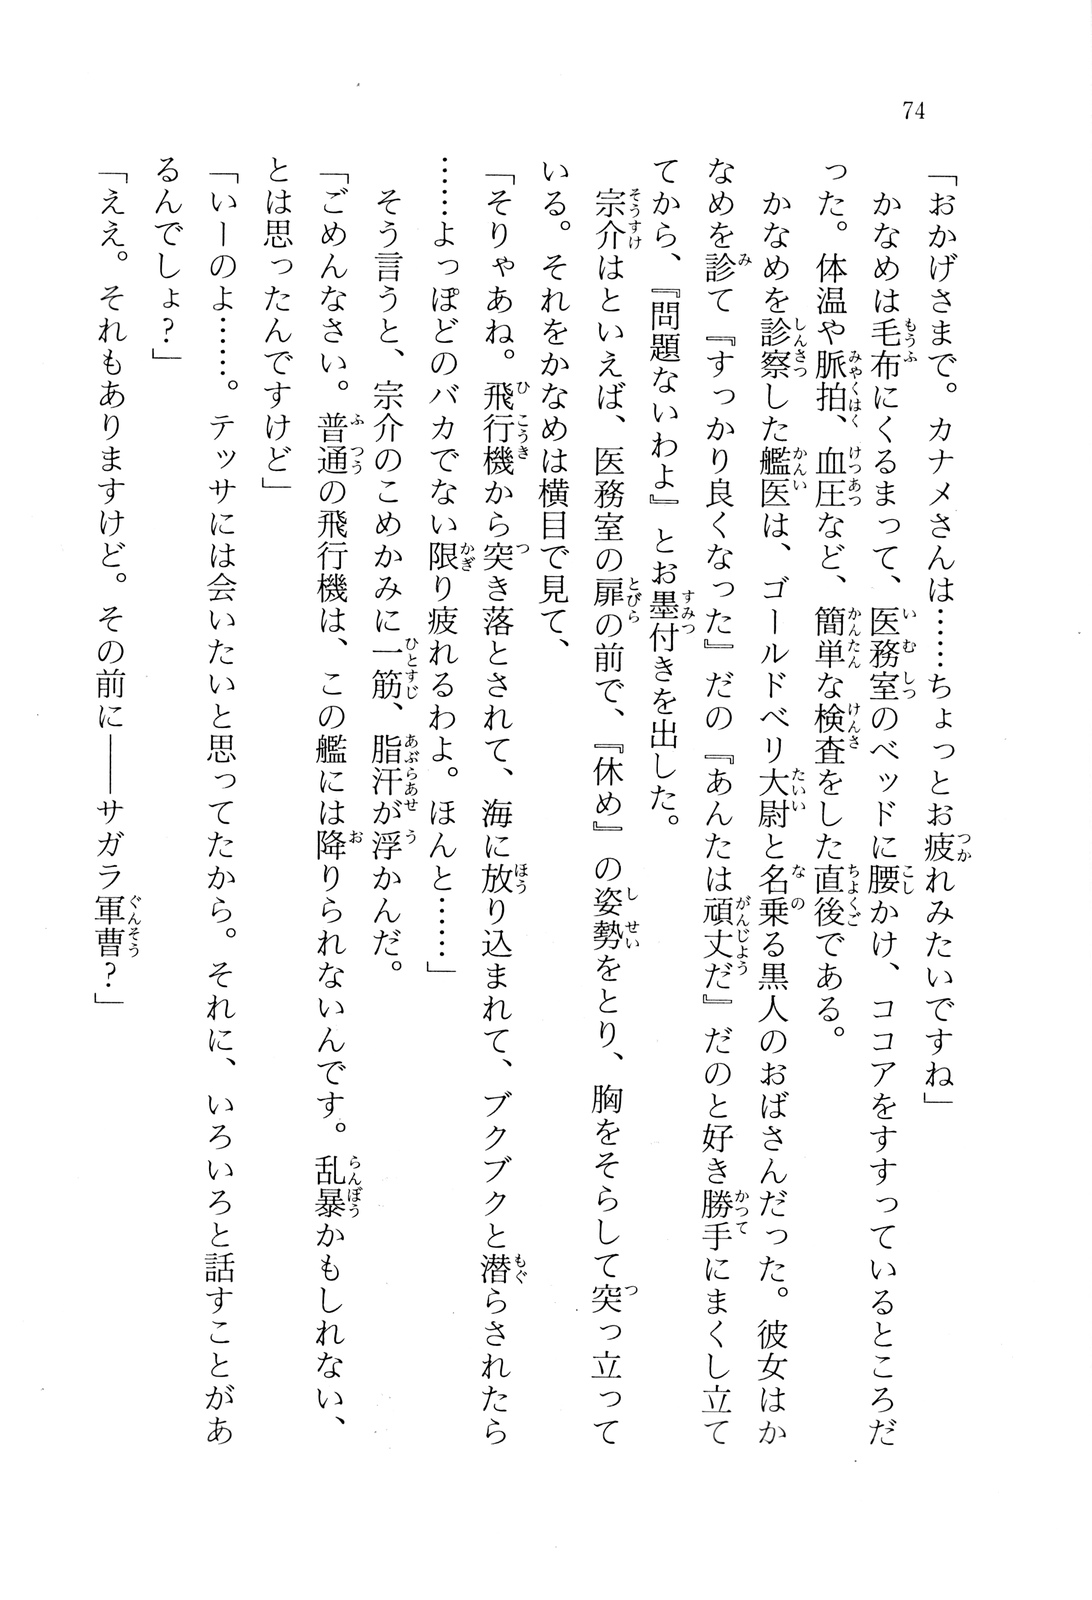 74
「おかげさまで。カナメさんは……ちょっとお疲れみたいですね」
かなめは毛布にくるまって、医務室のベッドに腰かけ、ココアをすすっているところだ
った。体温や脈拍、血圧など、簡単な検査をした直後である。
かなめを診察した艦医は、ゴールドベリ大尉と名乗る黒人のおばさんだった。彼女はか
なめを診て『すっかり良くなった』だの『あんたは頑丈だ』だのと好き勝手にまくし立て
てから、『問題ないわよ』とお墨付きを出した。
宗介はといえば、医務室の扉の前で、『休め』の姿勢をとり、胸をそらして突っ立って
いる。それをかなめは横目で見て、
「そりゃあね。飛行機から突き落とされて、海に放り込まれて、ブクブクと潜らされたら
……よっぽどのバカでない限り疲れるわよ。ほんと……」
そう言うと、宗介のこめかみに一筋、脂汗が浮かんだ。
「ごめんなさい。普通の飛行機は、この艦には降りられないんです。乱暴かもしれない、
とは思ったんですけど」
「いーのよ……。テッサには会いたいと思ってたから。それに、いろいろと話すことがあ
るんでしょ?」
「ええ。それもありますけど。その前に――サガラ軍曹?」